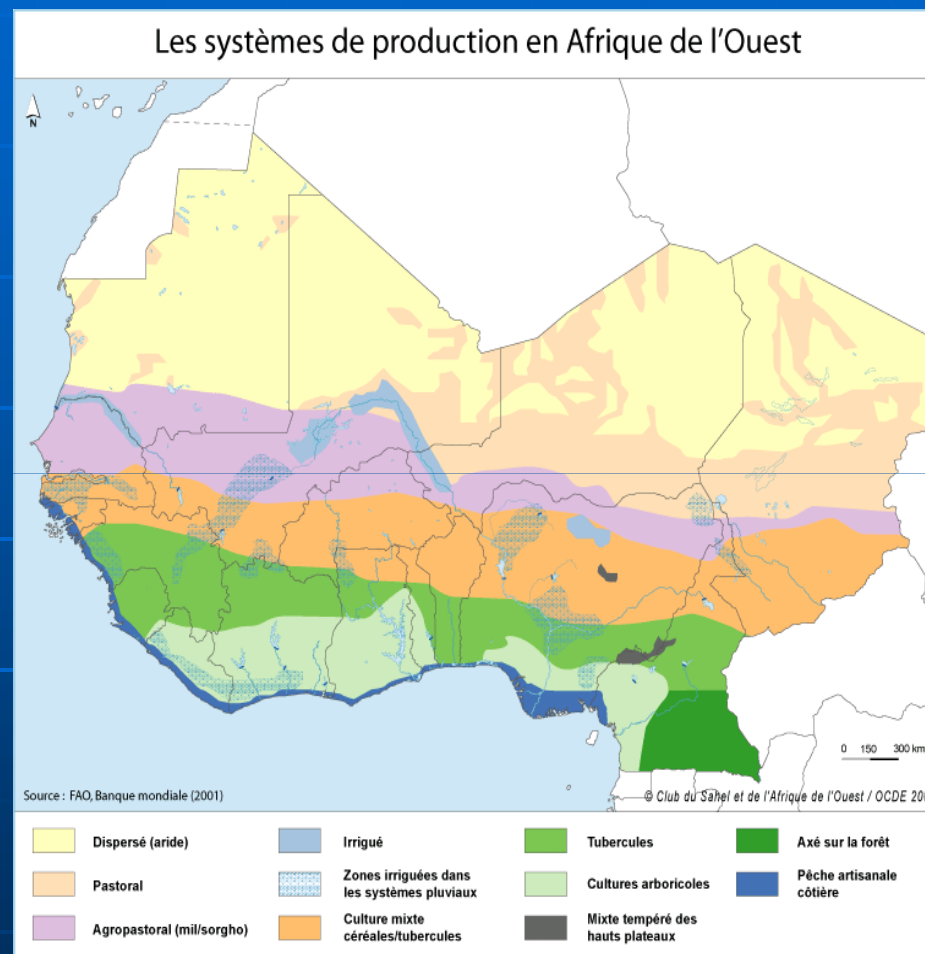 Les systèmes de production en Afrique de l'Ouest
N
0 150 300 km
Source : FAO, Banque mondiale (2001)
© Club du Sahel et de l'Afrique de l'Ouest / OCDE
Dispersé (aride)
Pastoral
Agropastoral (mil/sorgho)
Irrigué
Zones irriguées dans
les systèmes pluviaux
Culture mixte
céréales/tubercules
Tubercules
Cultures arboricoles
Mixte tempéré des
hauts plateaux
Axé sur la forêt
Pêche artisanale
côtière